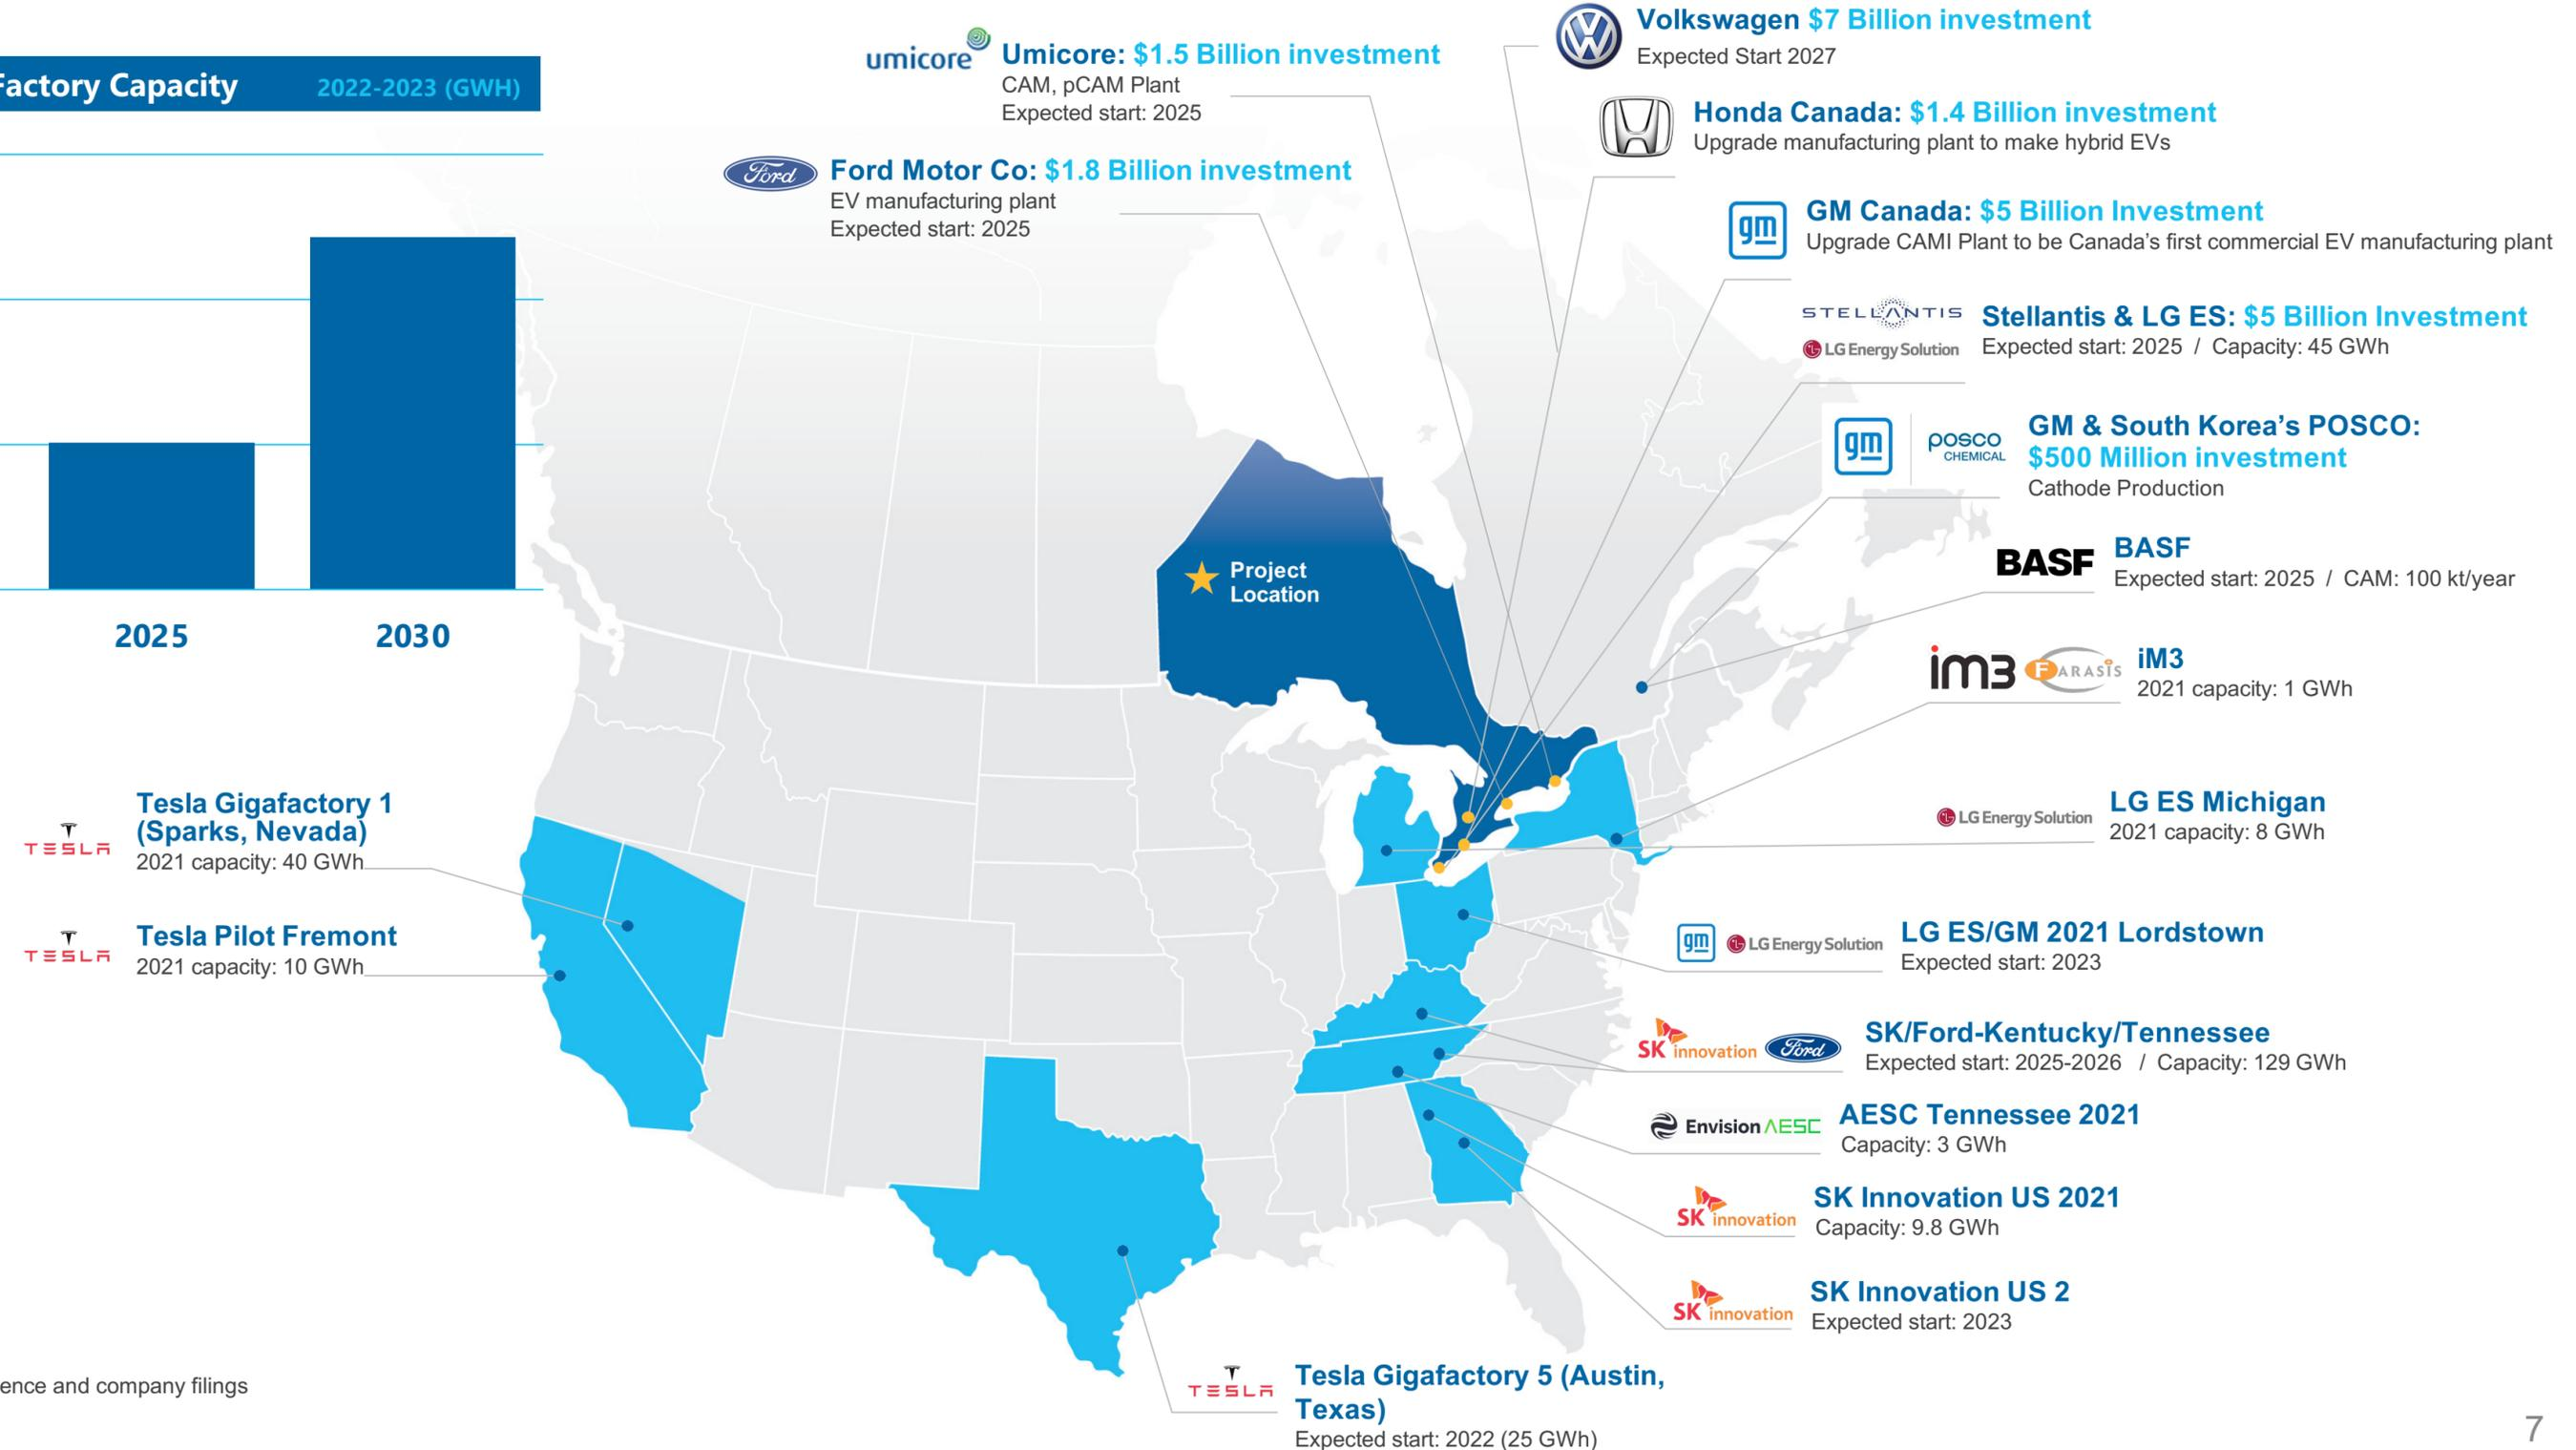 Factory Capacity 2022-2023 (GWH)
2025 2030
umicore
Umicore: $1.5 Billion investment
CAM, pCAM Plant
Expected start: 2025
Ford
Ford Motor Co: $1.8 Billion investment
EV manufacturing plant
Expected start: 2025
Volkswagen $7 Billion investment
Expected Start 2027
Honda Canada: $1.4 Billion investment
Upgrade manufacturing plant to make hybrid EVs
gm
GM Canada: $5 Billion Investment
Upgrade CAMI Plant to be Canada’s first commercial EV manufacturing plant
STELLANTIS
LG Energy Solution
Stellantis & LG ES: $5 Billion Investment
Expected start: 2025 / Capacity: 45 GWh
gm
posco
CHEMICAL
GM & South Korea’s POSCO:
$500 Million investment
Cathode Production
BASF
BASF
Expected start: 2025 / CAM: 100 kt/year
im3 FARASIS
iM3
2021 capacity: 1 GWh
LG Energy Solution
LG ES Michigan
2021 capacity: 8 GWh
gm LG Energy Solution
LG ES/GM 2021 Lordstown
Expected start: 2023
SK innovation Ford
SK/Ford-Kentucky/Tennessee
Expected start: 2025-2026 / Capacity: 129 GWh
Envision AESC
AESC Tennessee 2021
Capacity: 3 GWh
SK innovation
SK Innovation US 2021
Capacity: 9.8 GWh
SK innovation
SK Innovation US 2
Expected start: 2023
Project
Location
TESLA
Tesla Gigafactory 1
(Sparks, Nevada)
2021 capacity: 40 GWh
TESLA
Tesla Pilot Fremont
2021 capacity: 10 GWh
TESLA
Tesla Gigafactory 5 (Austin,
Texas)
Expected start: 2022 (25 GWh)
ence and company filings
7